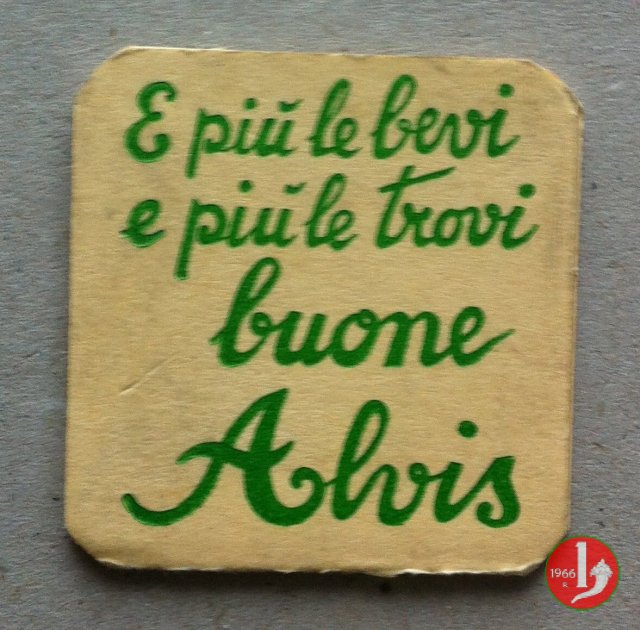 E più le bevi
e più le trovi
buone
Alvis
1966
R.